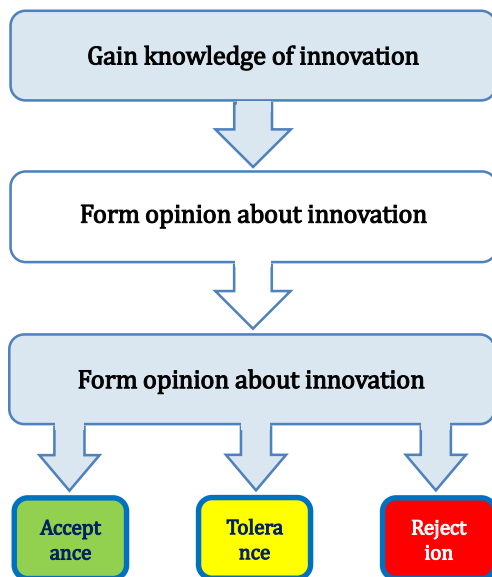 Gain knowledge of innovation
Form opinion about innovation
Form opinion about innovation
Accept
ance
Tolera
nce
Reject
ion